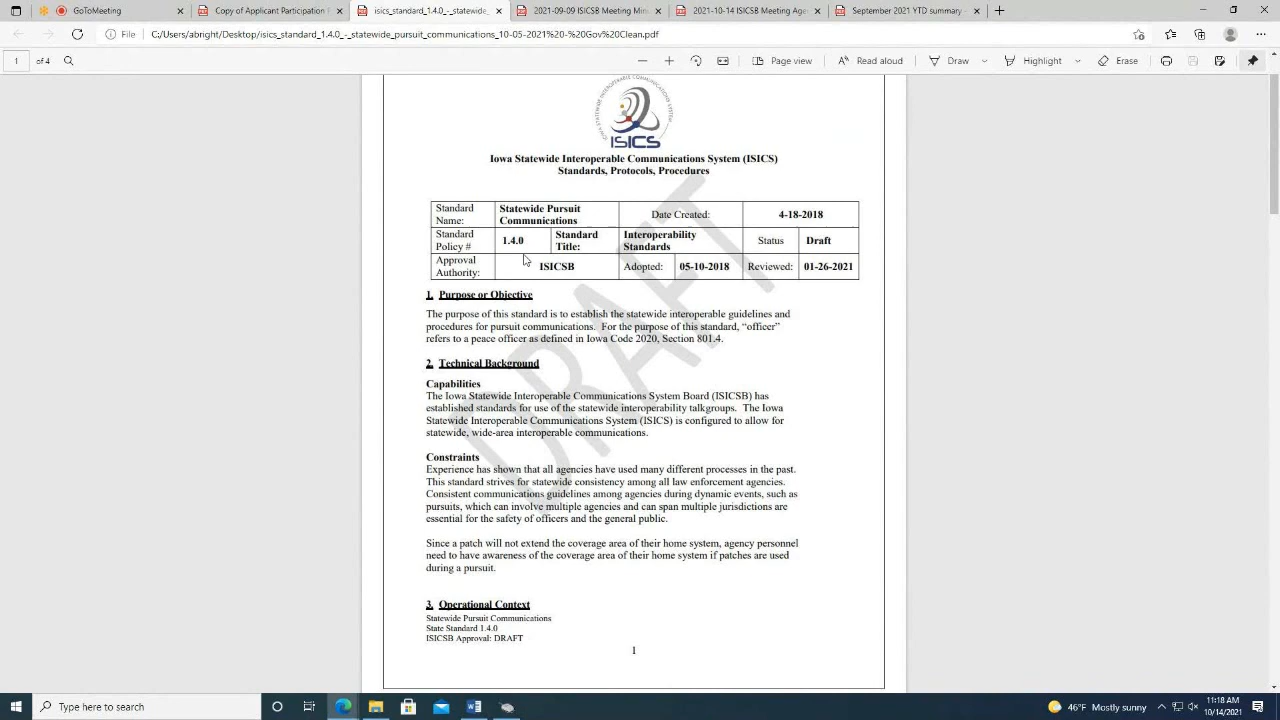 GoToMeeting
Copy of Applicant Participation F
isics_standard_1.4.0_-_statewide_
2021-09-09 ISICSB Meeting Min
2021-10-14 ISICSB Meeting Agen
September 2021 YTD summary -
File
C:/Users/abright/Desktop/isics_standard_1.4.0_-_statewide_pursuit_communications_10-05-2021%20-%20Gov%20Clean.pdf
1 of 4
Page view
Read aloud
Draw
Highlight
Erase
IOWA STATEWIDE INTEROPERABLE COMMUNICATIONS SYSTEM
ISICS
Iowa Statewide Interoperable Communications System (ISICS)
Standards, Protocols, Procedures
Standard Name: Statewide Pursuit Communications Date Created: 4-18-2018
Standard Policy # 1.4.0 Standard Title: Interoperability Standards Status Draft
Approval Authority: ISICSB Adopted: 05-10-2018 Reviewed: 01-26-2021
DRAFT
1. Purpose or Objective
The purpose of this standard is to establish the statewide interoperable guidelines and
procedures for pursuit communications. For the purpose of this standard, “officer”
refers to a peace officer as defined in Iowa Code 2020, Section 801.4.
2. Technical Background
Capabilities
The Iowa Statewide Interoperable Communications System Board (ISICSB) has
established standards for use of the statewide interoperability talkgroups. The Iowa
Statewide Interoperable Communications System (ISICS) is configured to allow for
statewide, wide-area interoperable communications.
Constraints
Experience has shown that all agencies have used many different processes in the past.
This standard strives for statewide consistency among all law enforcement agencies.
Consistent communications guidelines among agencies during dynamic events, such as
pursuits, which can involve multiple agencies and can span multiple jurisdictions are
essential for the safety of officers and the general public.
Since a patch will not extend the coverage area of their home system, agency personnel
need to have awareness of the coverage area of their home system if patches are used
during a pursuit.
3. Operational Context
Statewide Pursuit Communications
State Standard 1.4.0
ISICSB Approval: DRAFT
1
Type here to search
46°F Mostly sunny
11:18 AM
10/14/2021